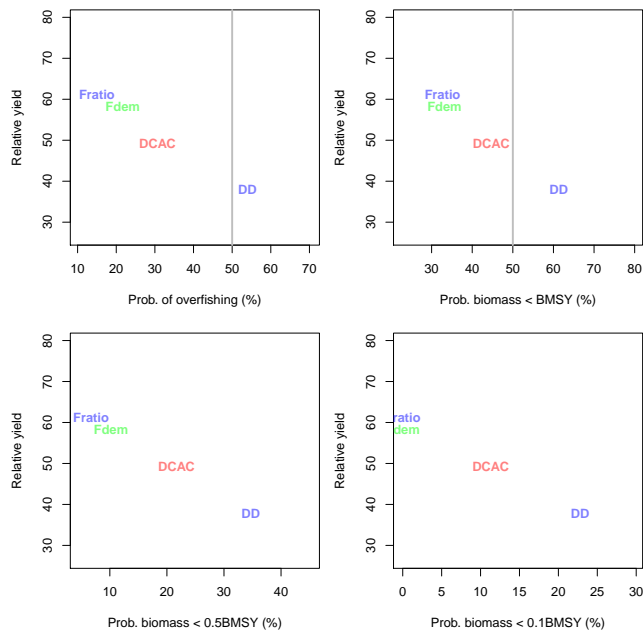 80
70
60
50
40
30
Relative yield
Fratio
Fdem
DCAC
DD
10 20 30 40 50 60 70
Prob. of overfishing (%)
80
70
60
50
40
30
Relative yield
Fratio
Fdem
DCAC
DD
30 40 50 60 70 80
Prob. biomass < BMSY (%)
80
70
60
50
40
30
Relative yield
Fratio
Fdem
DCAC
DD
10 20 30 40
Prob. biomass < 0.5BMSY (%)
80
70
60
50
40
30
Relative yield
ratio
dem
DCAC
DD
0 5 10 15 20 25 30
Prob. biomass < 0.1BMSY (%)